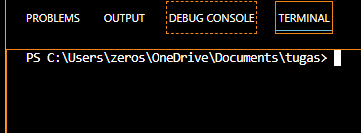 PROBLEMS OUTPUT DEBUG CONSOLE TERMINAL
PS C:\Users\zeros\OneDrive\Documents\tugas>